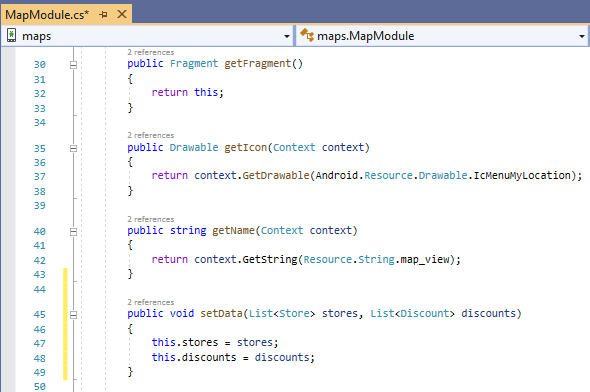 MapModule.cs*
maps maps.MapModule
2 references
30 public Fragment getFragment()
31 {
32 return this;
33 }
34
2 references
35 public Drawable getIcon(Context context)
36 {
37 return context.GetDrawable(Android.Resource.Drawable.IcMenuMyLocation);
38 }
39
2 references
40 public string getName(Context context)
41 {
42 return context.GetString(Resource.String.map_view);
43 }
44
2 references
45 public void setData(List<Store> stores, List<Discount> discounts)
46 {
47 this.stores = stores;
48 this.discounts = discounts;
49 }
50